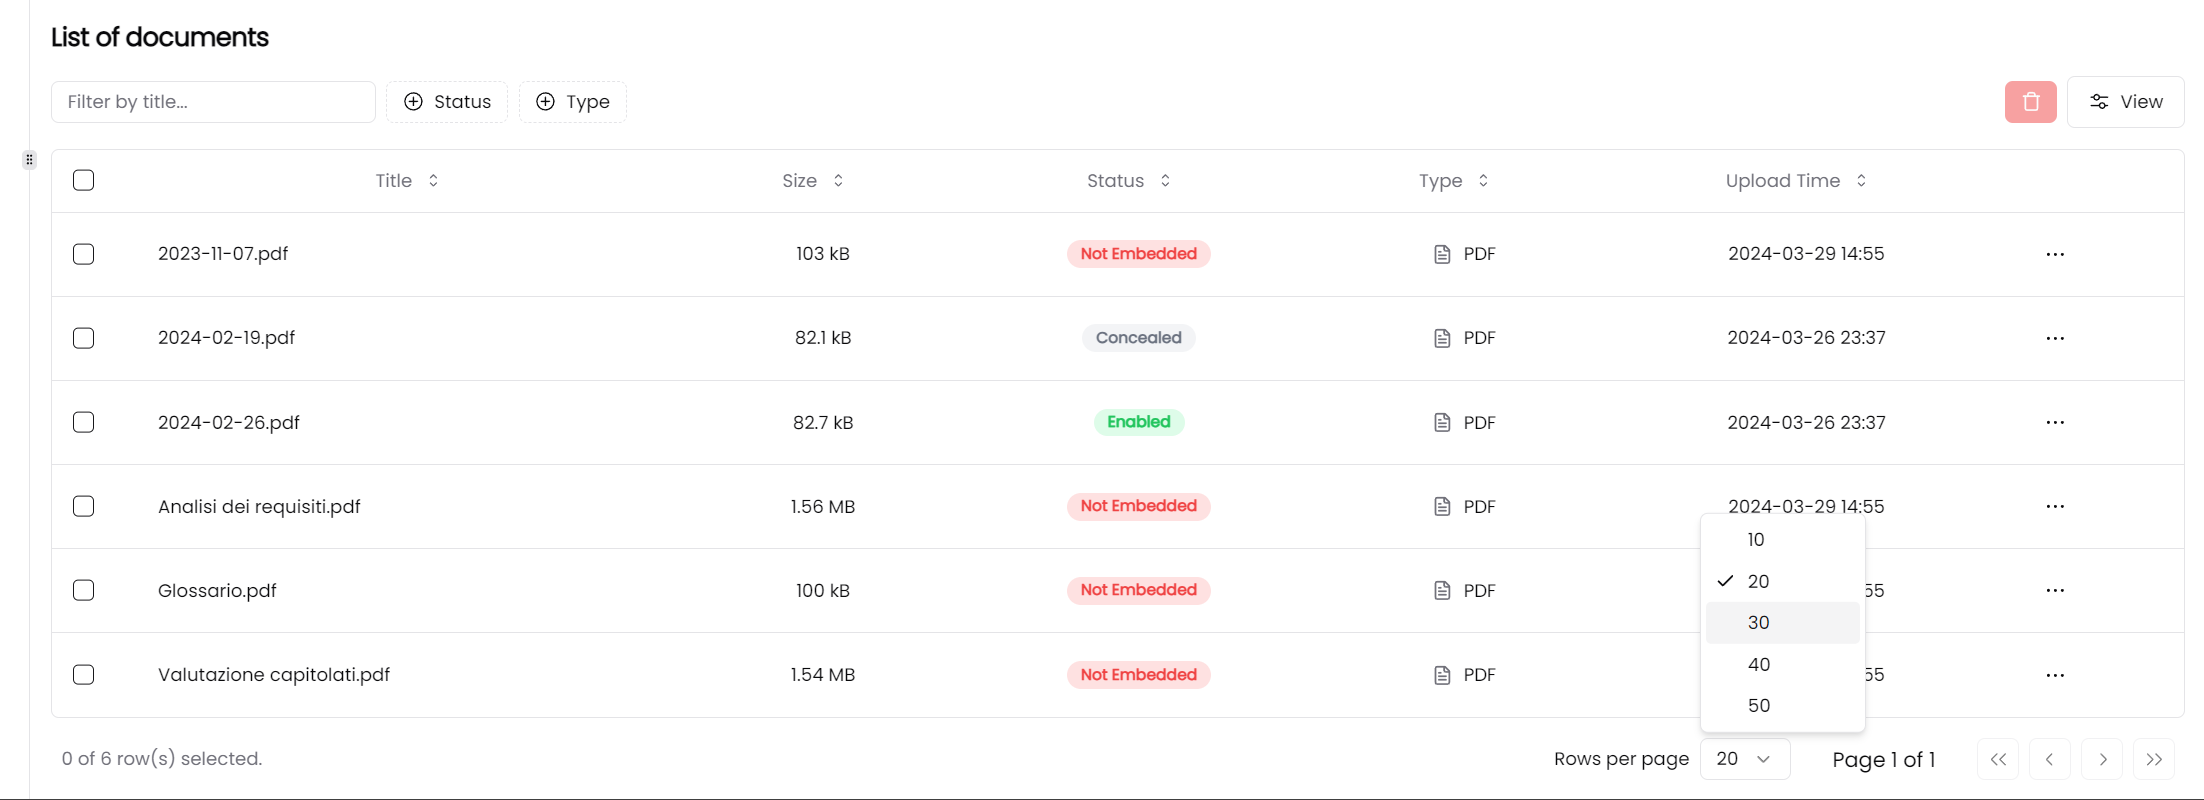 List of documents
Filter by title...
Status
Type
View
Title Size Status Type Upload Time
2023-11-07.pdf 103 kB Not Embedded PDF 2024-03-29 14:55
2024-02-19.pdf 82.1 kB Concealed PDF 2024-03-26 23:37
2024-02-26.pdf 82.7 kB Enabled PDF 2024-03-26 23:37
Analisi dei requisiti.pdf 1.56 MB Not Embedded PDF 2024-03-29 14:55
Glossario.pdf 100 kB Not Embedded PDF 55
Valutazione capitolati.pdf 1.54 MB Not Embedded PDF 55
10
20
30
40
50
0 of 6 row(s) selected.
Rows per page 20 Page 1 of 1